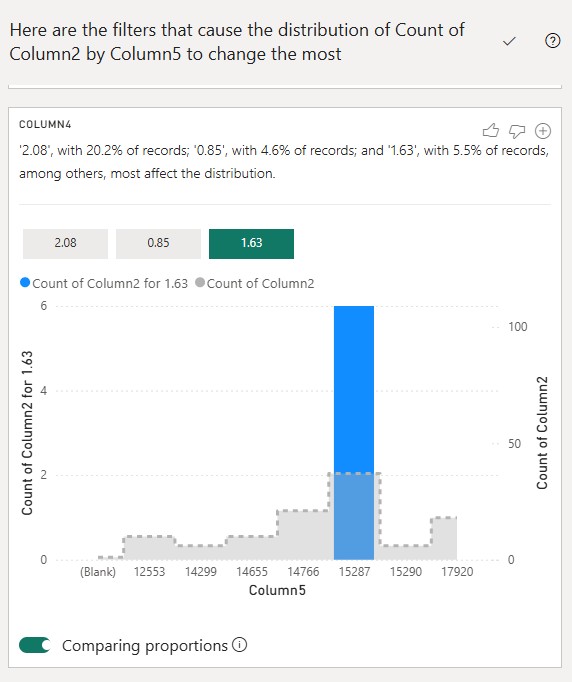 Here are the filters that cause the distribution of Count of
Column2 by Column5 to change the most
COLUMN4
'2.08', with 20.2% of records; '0.85', with 4.6% of records; and '1.63', with 5.5% of records,
among others, most affect the distribution.
2.08 0.85 1.63
Count of Column2 for 1.63 Count of Column2
6
100
4
50
2
0 0
Count of Column2 for 1.63
Count of Column2
(Blank) 12553 14299 14655 14766 15287 15290 17920
Column5
Comparing proportions